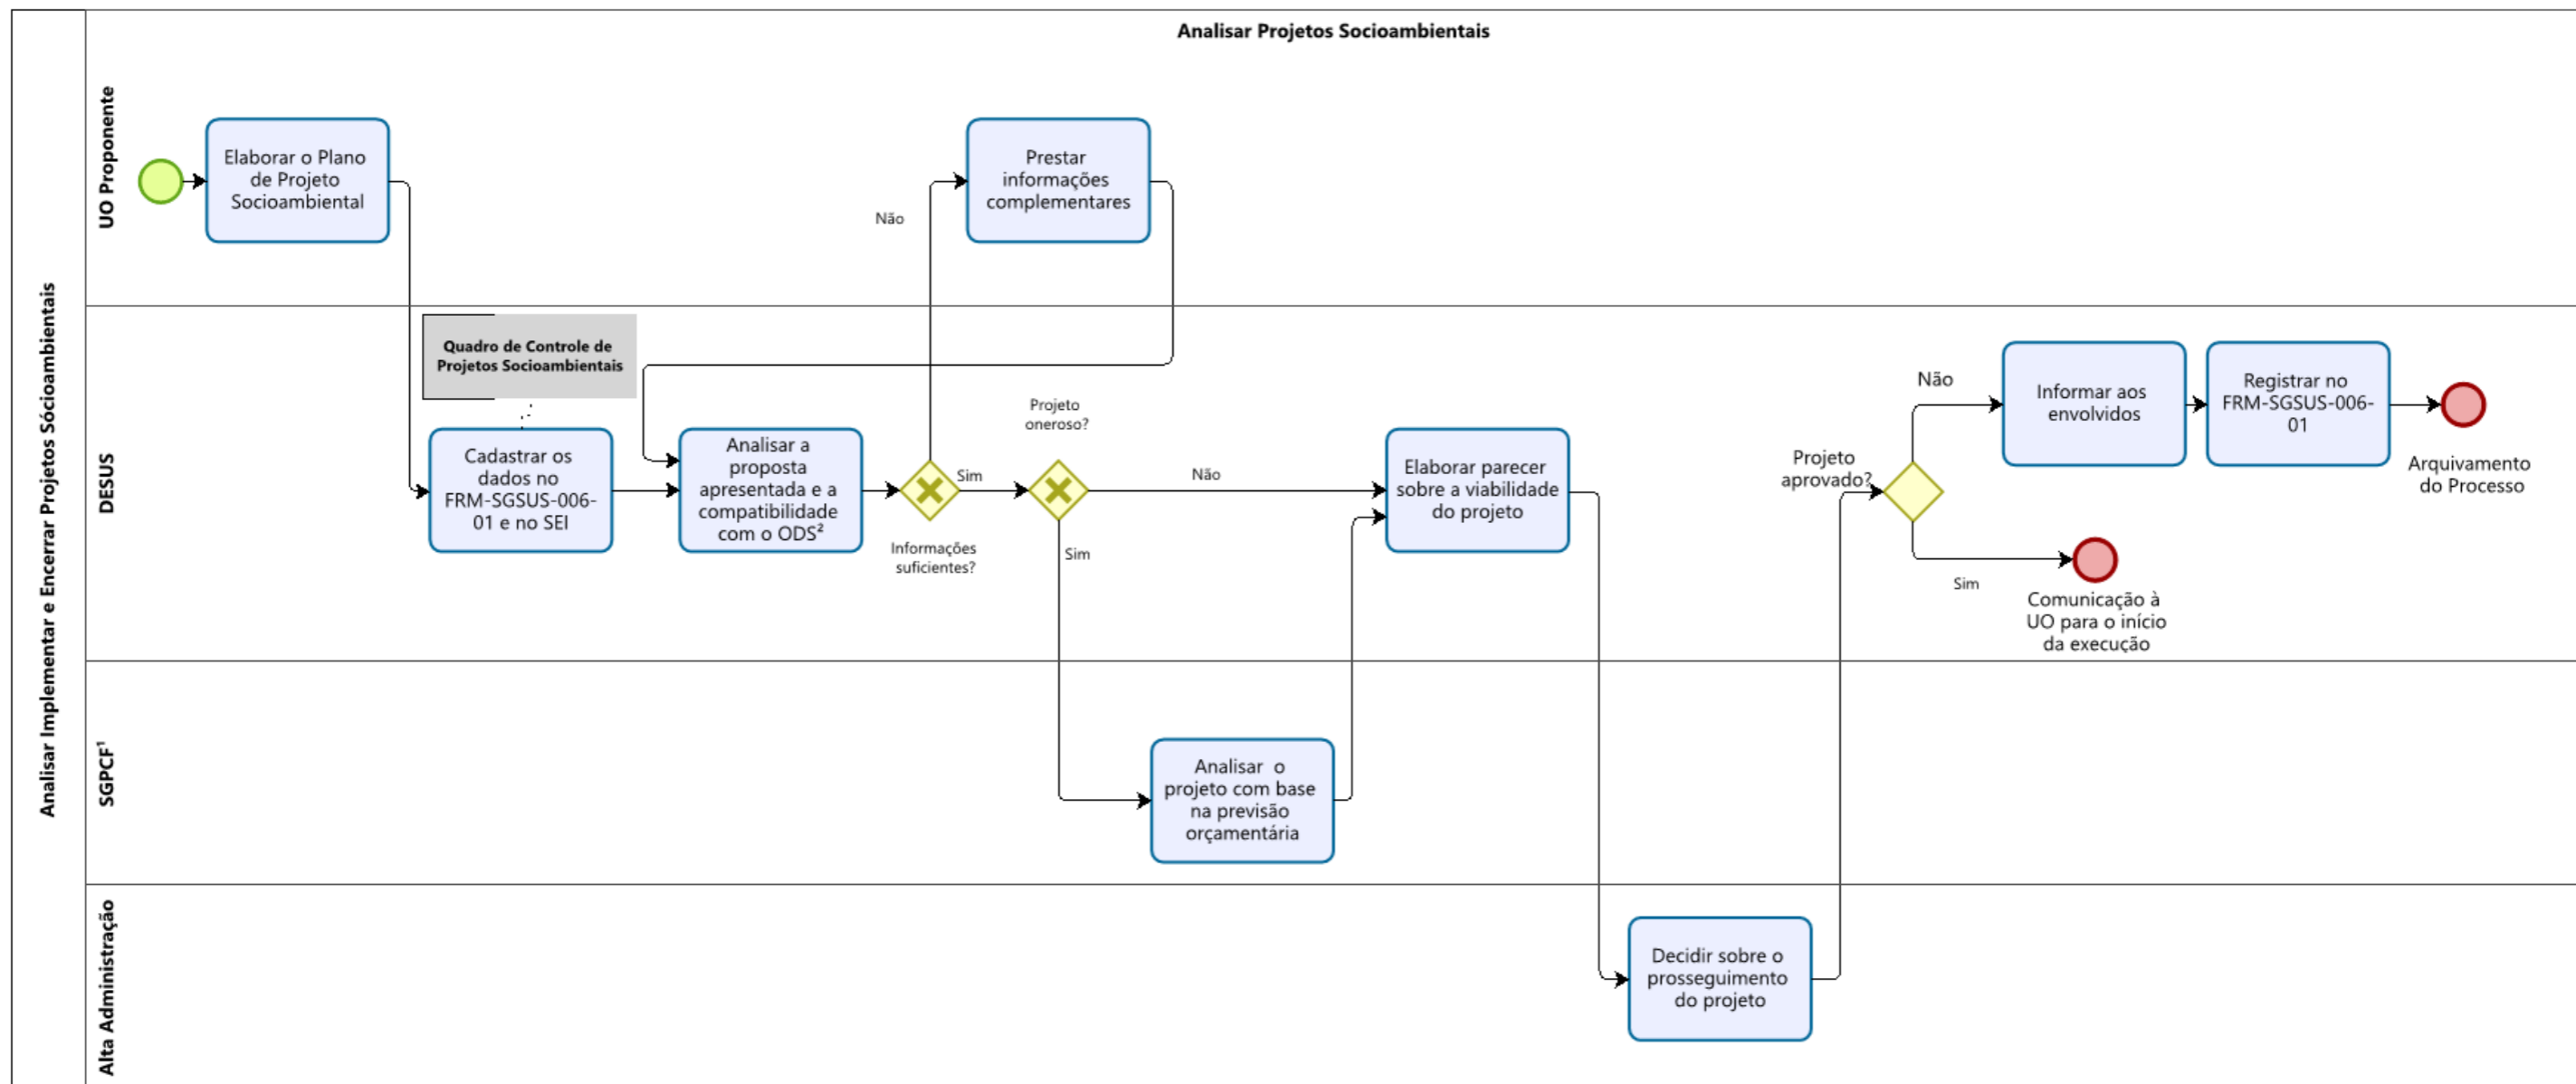 Analisar Implementar e Encerrar Projetos Sócioambientais
Analisar Projetos Socioambientais
UO Proponente
Elaborar o Plano
de Projeto
Socioambiental
Não
Prestar
informações
complementares
DESUS
Quadro de Controle de
Projetos Socioambientais
Cadastrar os
dados no
FRM-SGSUS-006-
01 e no SEI
Analisar a
proposta
apresentada e a
compatibilidade
com o ODS²
Sim
Informações
suficientes?
Projeto
oneroso?
Não
Sim
Elaborar parecer
sobre a viabilidade
do projeto
Projeto
aprovado?
Não
Informar aos
envolvidos
Registrar no
FRM-SGSUS-006-
01
Arquivamento
do Processo
Sim
Comunicação à
UO para o início
da execução
SGPCF¹
Analisar o
projeto com base
na previsão
orçamentária
Alta Administração
Decidir sobre o
prosseguimento
do projeto